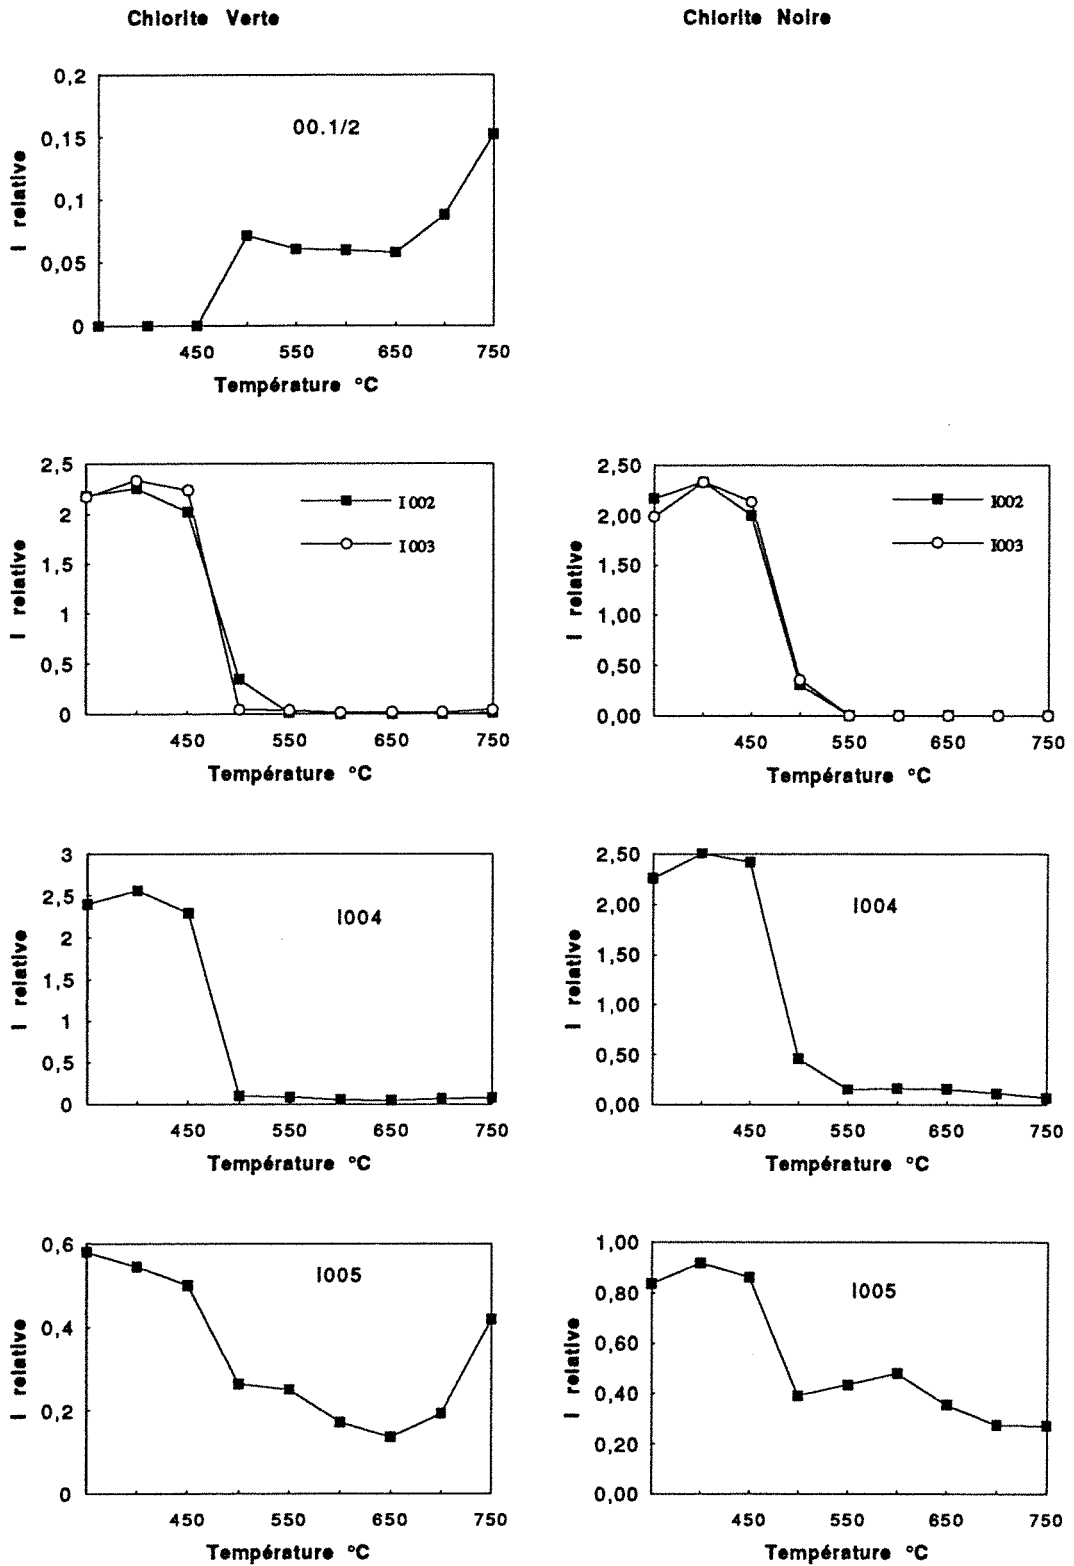 Chlorite Verte
Chlorite Noire
0,2
0,15
0,1
0,05
0
I relative
00.1/2
450 550 650 750
Température °C
2,5
2
1,5
1
0,5
0
I relative
I002
I003
450 550 650 750
Température °C
2,50
2,00
1,50
1,00
0,50
0,00
I relative
I002
I003
450 550 650 750
Température °C
3
2,5
2
1,5
1
0,5
0
I relative
I004
450 550 650 750
Température °C
2,50
2,00
1,50
1,00
0,50
0,00
I relative
I004
450 550 650 750
Température °C
0,6
0,4
0,2
0
I relative
I005
450 550 650 750
Température °C
1,00
0,80
0,60
0,40
0,20
0,00
I relative
I005
450 550 650 750
Température °C